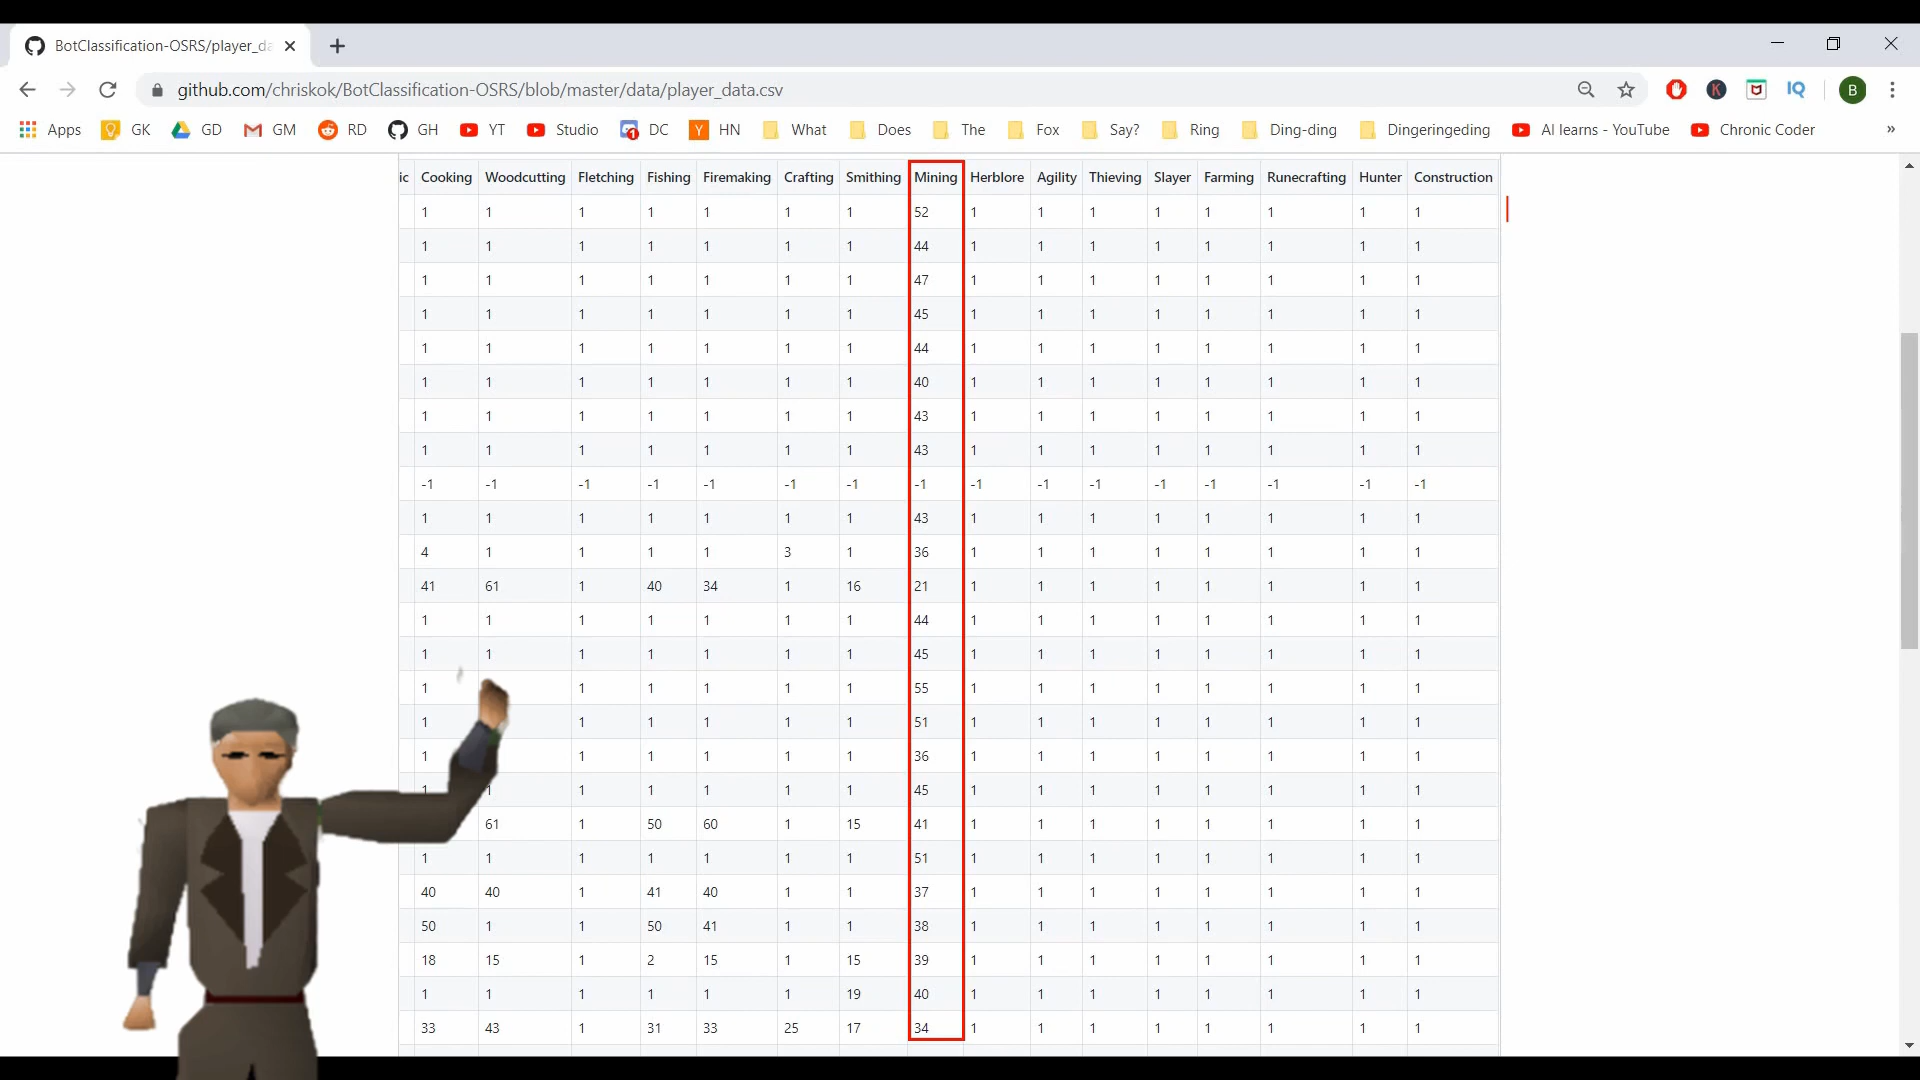 BotClassification-OSRS/player_da
github.com/chriskok/BotClassification-OSRS/blob/master/data/player_data.csv
B
Apps GK GD GM RD GH YT Studio DC HN What Does The Fox Say? Ring Ding-ding Dingeringeding AI learns - YouTube Chronic Coder »
ic Cooking Woodcutting Fletching Fishing Firemaking Crafting Smithing Mining Herblore Agility Thieving Slayer Farming Runecrafting Hunter Construction
1 1 1 1 1 1 1 52 1 1 1 1 1 1 1 1
1 1 1 1 1 1 1 44 1 1 1 1 1 1 1 1
1 1 1 1 1 1 1 47 1 1 1 1 1 1 1 1
1 1 1 1 1 1 1 45 1 1 1 1 1 1 1 1
1 1 1 1 1 1 1 44 1 1 1 1 1 1 1 1
1 1 1 1 1 1 1 40 1 1 1 1 1 1 1 1
1 1 1 1 1 1 1 43 1 1 1 1 1 1 1 1
1 1 1 1 1 1 1 43 1 1 1 1 1 1 1 1
-1 -1 -1 -1 -1 -1 -1 -1 -1 -1 -1 -1 -1 -1 -1 -1
1 1 1 1 1 1 1 43 1 1 1 1 1 1 1 1
4 1 1 1 1 3 1 36 1 1 1 1 1 1 1 1
41 61 1 40 34 1 16 21 1 1 1 1 1 1 1 1
1 1 1 1 1 1 1 44 1 1 1 1 1 1 1 1
1 1 1 1 1 1 1 45 1 1 1 1 1 1 1 1
1 1 1 1 1 1 55 1 1 1 1 1 1 1 1
1 1 1 1 1 1 51 1 1 1 1 1 1 1 1
1 1 1 1 1 1 1 36 1 1 1 1 1 1 1 1
1 1 1 1 1 1 1 45 1 1 1 1 1 1 1 1
61 1 50 60 1 15 41 1 1 1 1 1 1 1 1
1 1 1 1 1 1 1 51 1 1 1 1 1 1 1 1
40 40 1 41 40 1 1 37 1 1 1 1 1 1 1 1
50 1 1 50 41 1 1 38 1 1 1 1 1 1 1 1
18 15 1 2 15 1 15 39 1 1 1 1 1 1 1 1
1 1 1 1 1 1 19 40 1 1 1 1 1 1 1 1
33 43 1 31 33 25 17 34 1 1 1 1 1 1 1 1